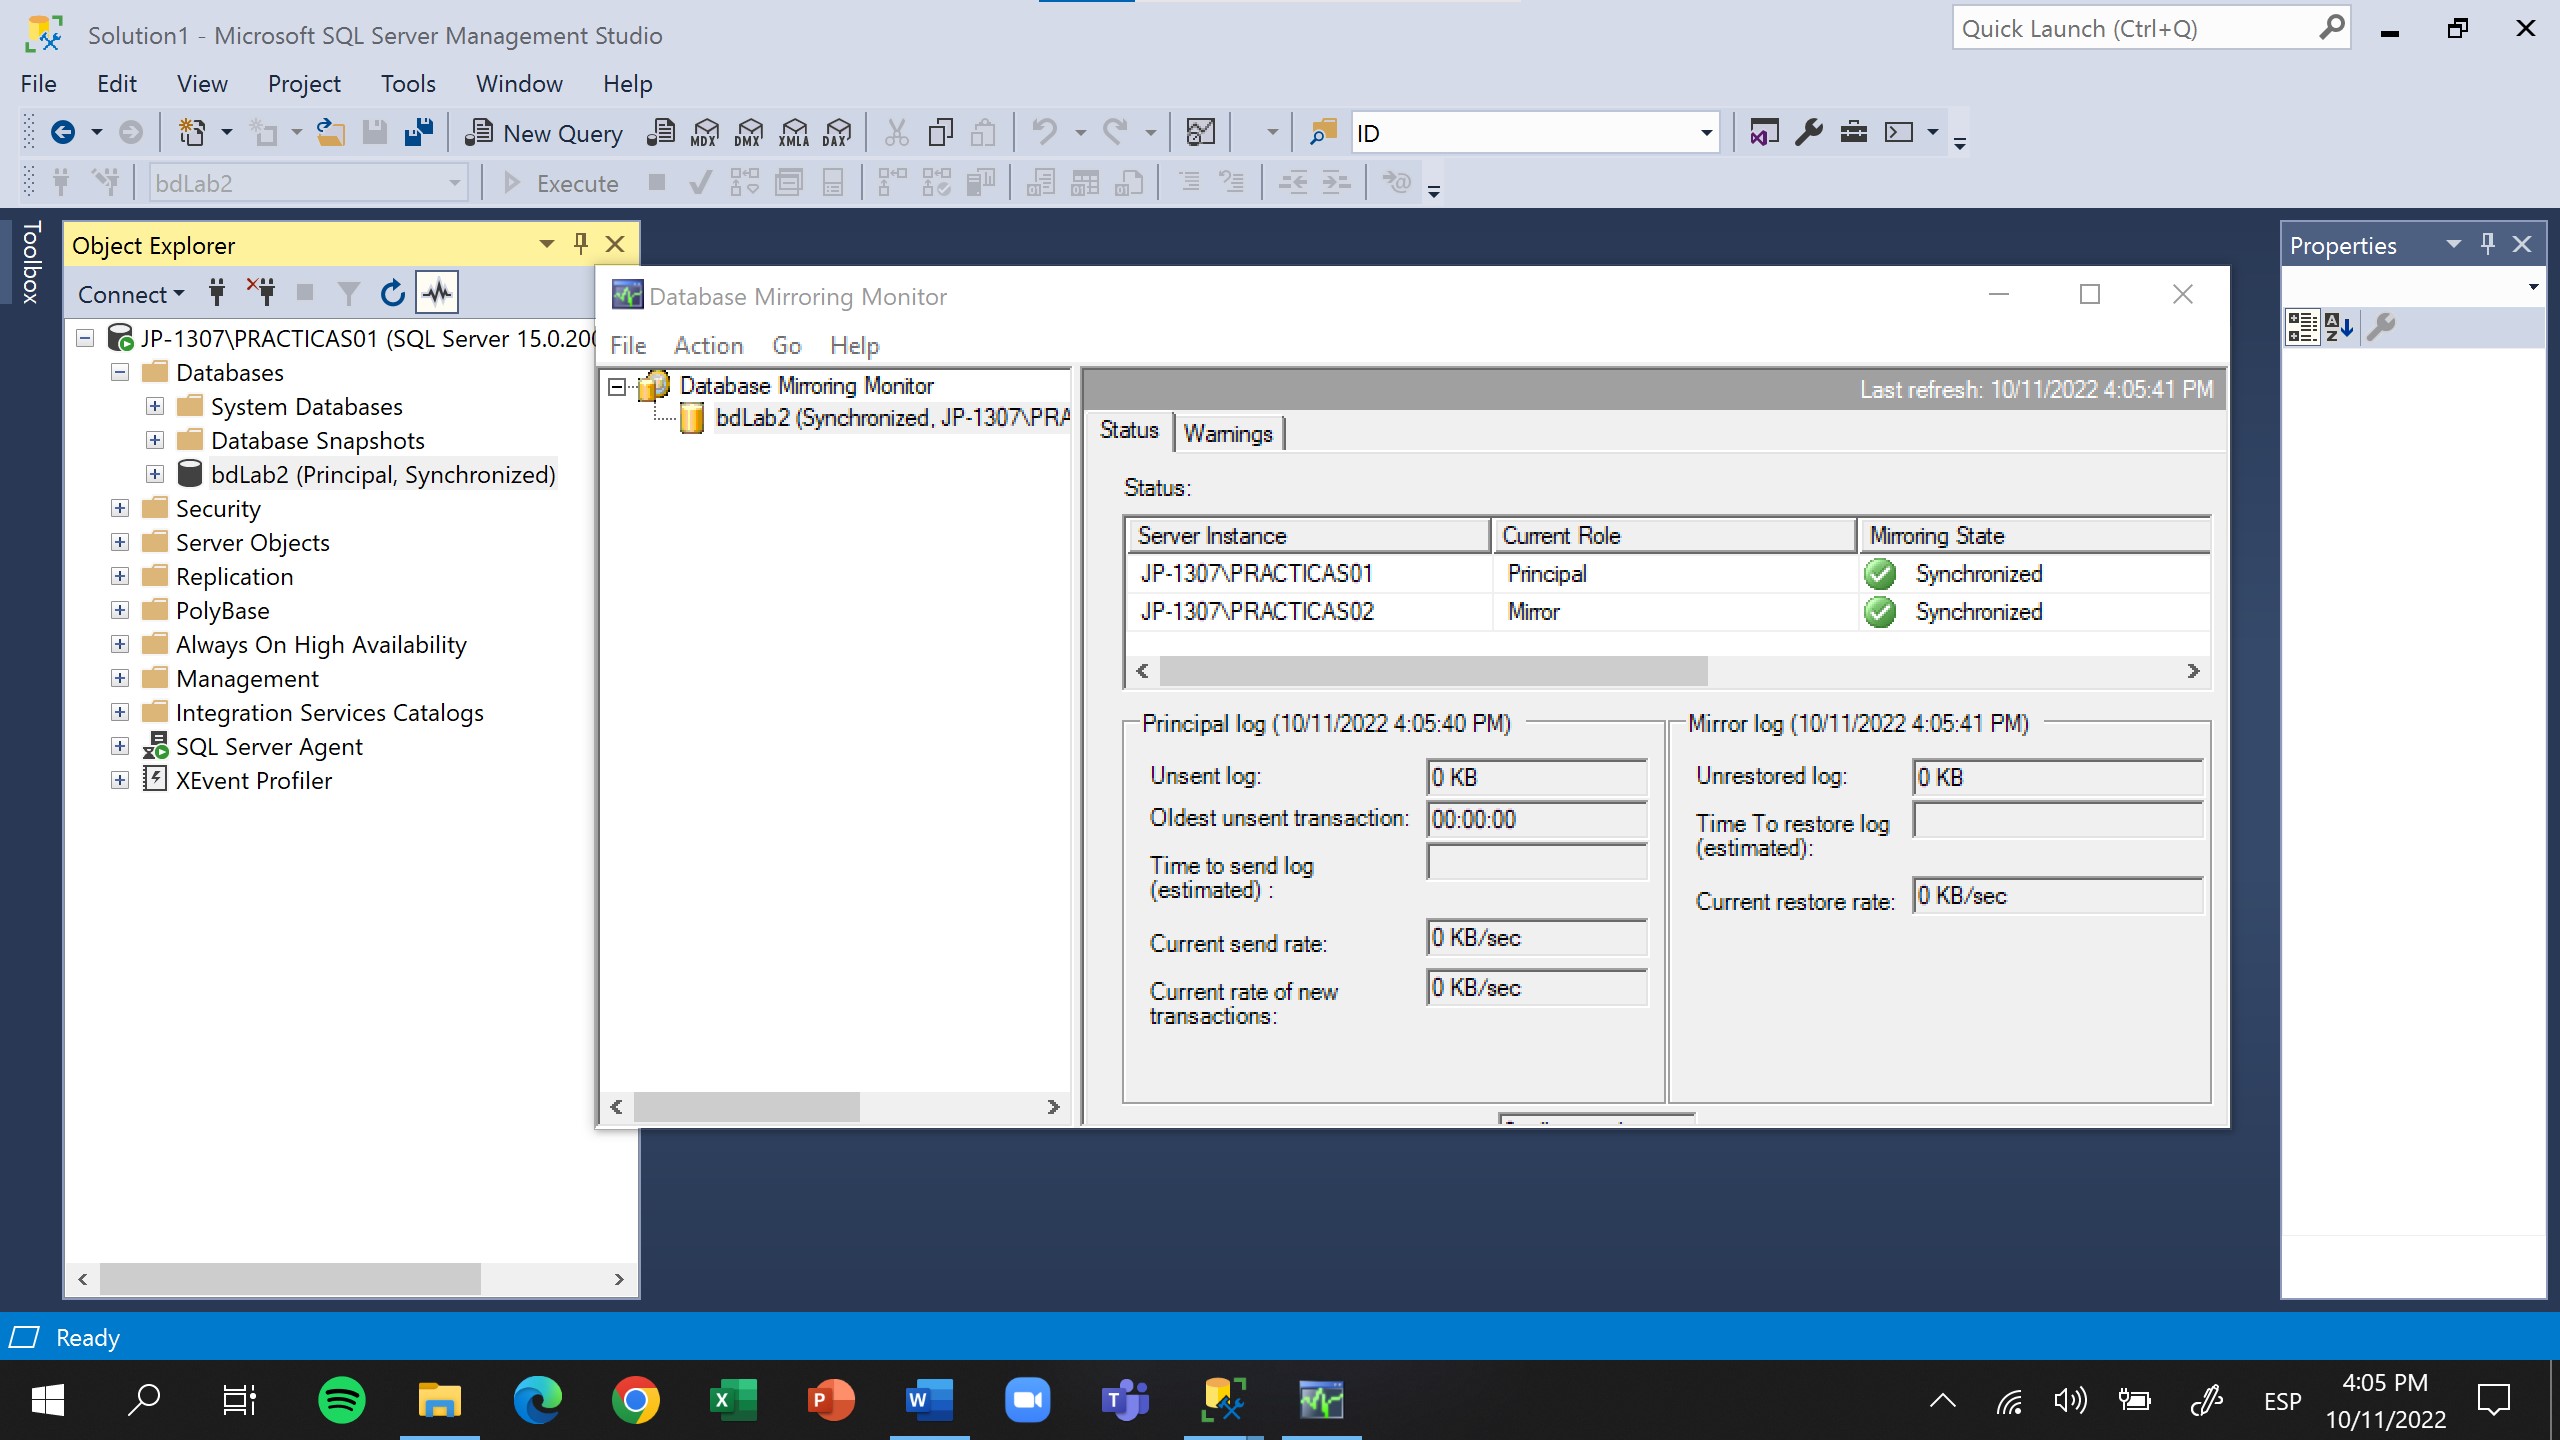 Solution1 - Microsoft SQL Server Management Studio
Quick Launch (Ctrl+Q)
File Edit View Project Tools Window Help
New Query MDX DMX XMLA DAX ID
bdLab2 Execute
Toolbox
Object Explorer
Connect
JP-1307\PRACTICAS01 (SQL Server 15.0.200
Databases
System Databases
Database Snapshots
bdLab2 (Principal, Synchronized)
Security
Server Objects
Replication
PolyBase
Always On High Availability
Management
Integration Services Catalogs
SQL Server Agent
XEvent Profiler
Database Mirroring Monitor
File Action Go Help
Database Mirroring Monitor
bdLab2 (Synchronized, JP-1307\PRA
Last refresh: 10/11/2022 4:05:41 PM
Status Warnings
Status:
Server Instance Current Role Mirroring State
JP-1307\PRACTICAS01 Principal Synchronized
JP-1307\PRACTICAS02 Mirror Synchronized
Principal log (10/11/2022 4:05:40 PM)
Unsent log: 0 KB
Oldest unsent transaction: 00:00:00
Time to send log
(estimated) :
Current send rate: 0 KB/sec
Current rate of new 0 KB/sec
transactions:
Mirror log (10/11/2022 4:05:41 PM)
Unrestored log: 0 KB
Time To restore log
(estimated):
Current restore rate: 0 KB/sec
Properties
Ready
ESP
4:05 PM
10/11/2022